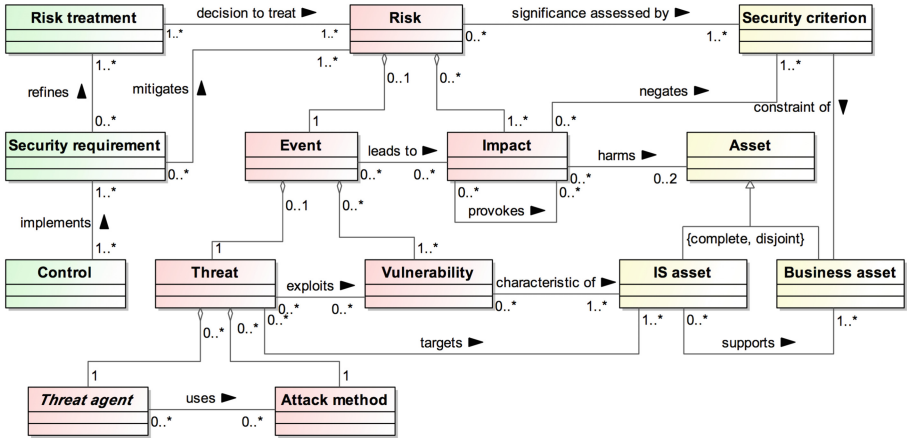 Risk treatment
decision to treat
Risk
significance assessed by
Security criterion
1..*
1..*
0..*
1..*
1..*
1..*
0..1
0..*
1..*
refines
mitigates
negates
constraint of
0..*
1
1..*
0..*
Security requirement
Event
leads to
Impact
harms
Asset
0..*
0..*
0..*
0..*
0..2
1..*
0..1
0..*
0..*
0..*
provokes
implements
{complete, disjoint}
1..*
1
1..*
Control
Threat
exploits
Vulnerability
characteristic of
IS asset
Business asset
0..*
0..*
0..*
1..*
0..*
0..*
0..*
1..*
0..*
1..*
targets
supports
1
1
Threat agent
uses
Attack method
0..*
0..*